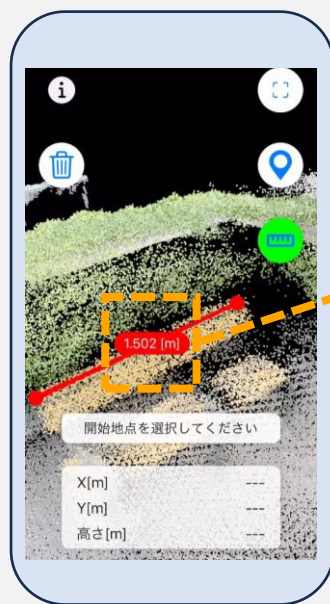 i
1.502 [m]
開始地点を選択してください
X[m] ---
Y[m] ---
高さ[m] ---